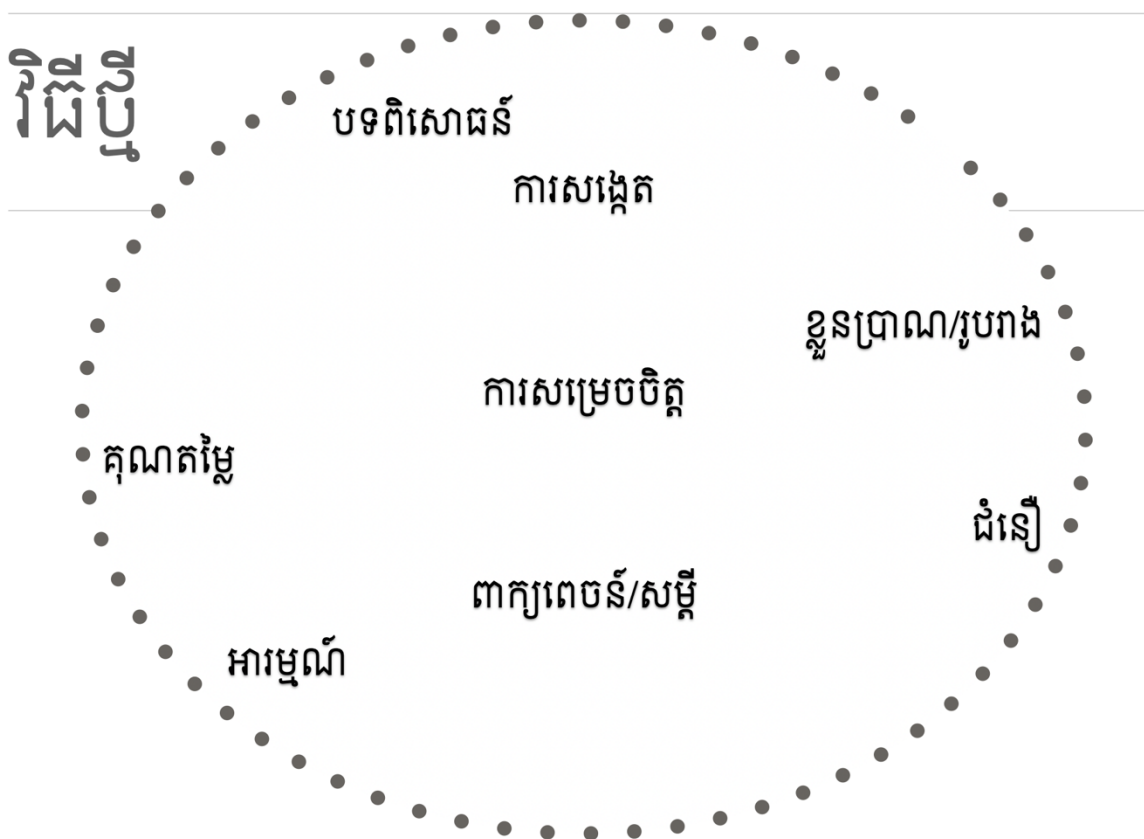 វិធីថ្មី
បទពិសោធន៍
ការសង្កេត
ខ្លួនប្រាណ/រូបរាង
ការសម្រេចចិត្ត
គុណតម្លៃ
ជំនឿ
ពាក្យពេចន៍/សម្តី
អារម្មណ៍